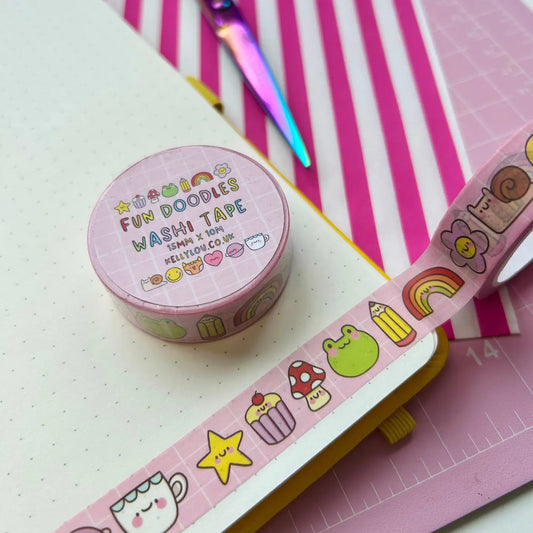 FUN DOODLES
WASHI TAPE
15MM X 10M
KELLYLOU.CO.UK
14